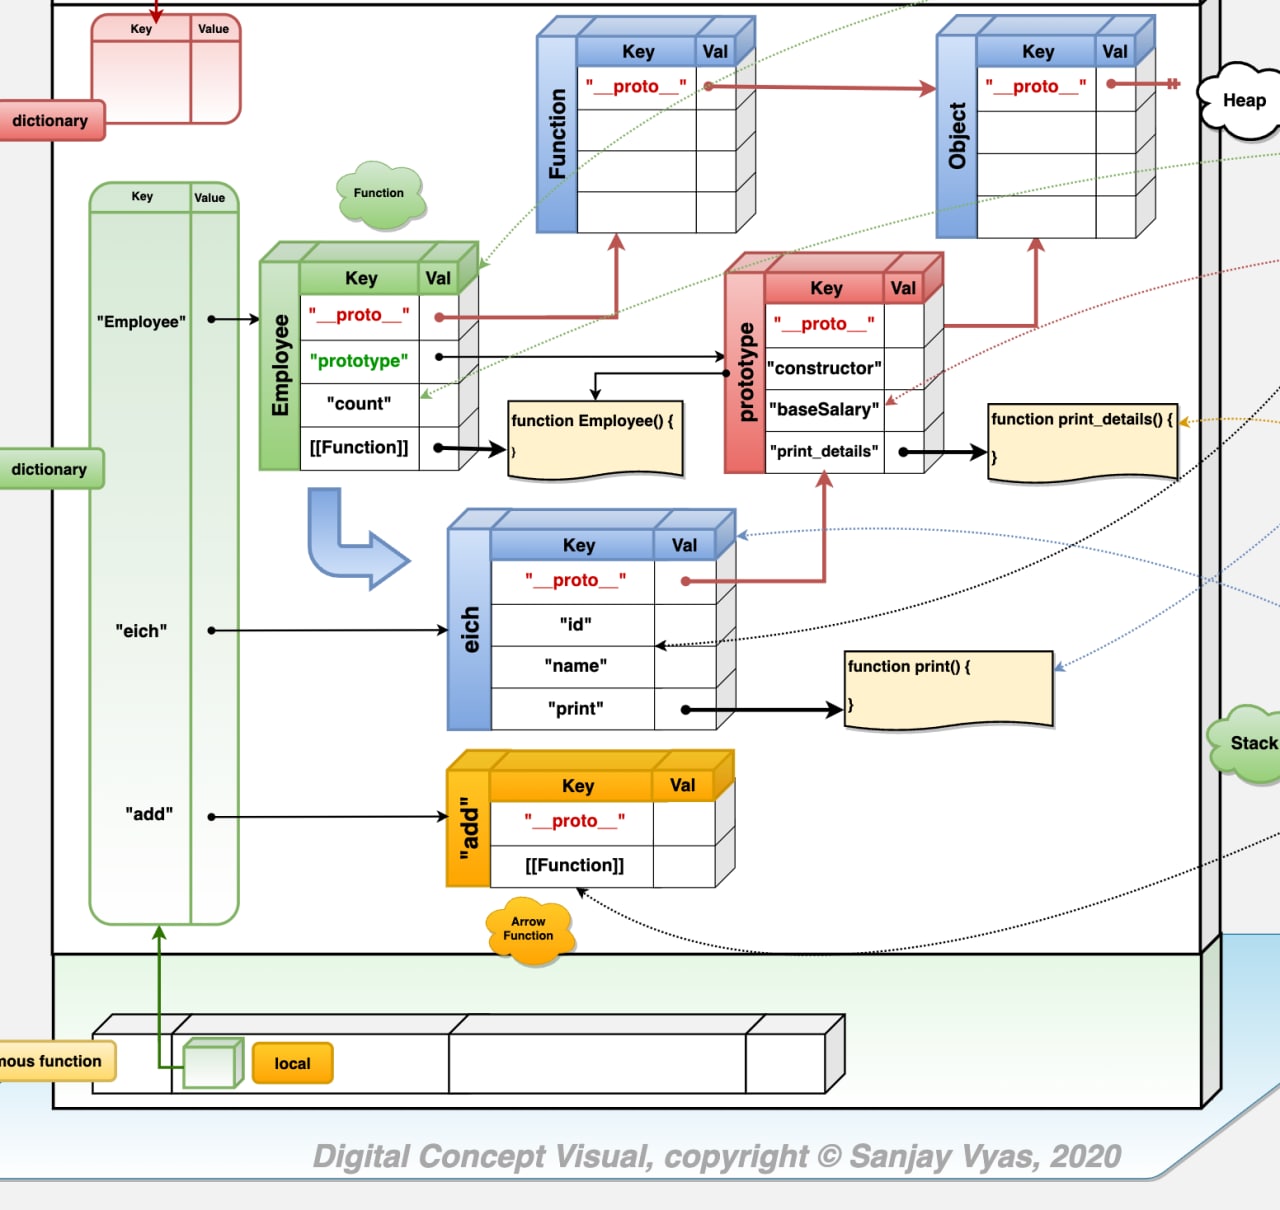 Key Value
dictionary
Function
Key Val
"__proto__"
Object
Key Val
"__proto__"
Heap
Key Value
"Employee"
"eich"
"add"
dictionary
Function
Employee
Key Val
"__proto__"
"prototype"
"count"
[[Function]]
function Employee() {
}
prototype
Key Val
"__proto__"
"constructor"
"baseSalary"
"print_details"
function print_details() {
}
eich
Key Val
"__proto__"
"id"
"name"
"print"
function print() {
}
Stack
"add"
Key Val
"__proto__"
[[Function]]
Arrow
Function
function
local
Digital Concept Visual, copyright © Sanjay Vyas, 2020